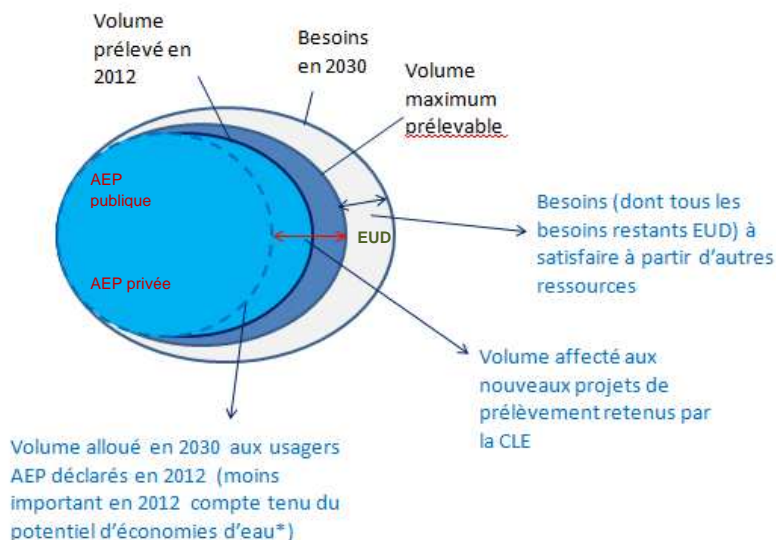 Volume
prélevé en
2012
Besoins
en 2030
Volume
maximum
prélevable
AEP
publique
EUD
AEP privée
Besoins (dont tous les
besoins restants EUD) à
satisfaire à partir d'autres
ressources
Volume affecté aux
nouveaux projets de
prélèvement retenus par
la CLE
Volume alloué en 2030 aux usagers
AEP déclarés en 2012 (moins
important en 2012 compte tenu du
potentiel d'économies d'eau*)